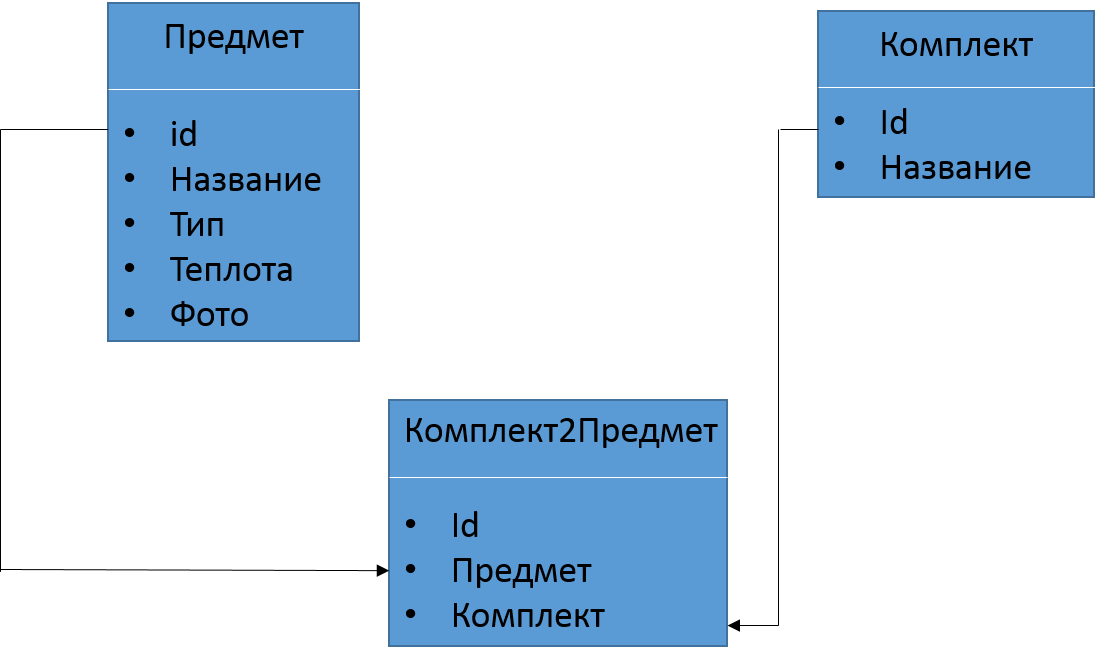 Предмет
id
Название
Тип
Теплота
Фото
Комплект
Id
Название
Комплект2Предмет
Id
Предмет
Комплект